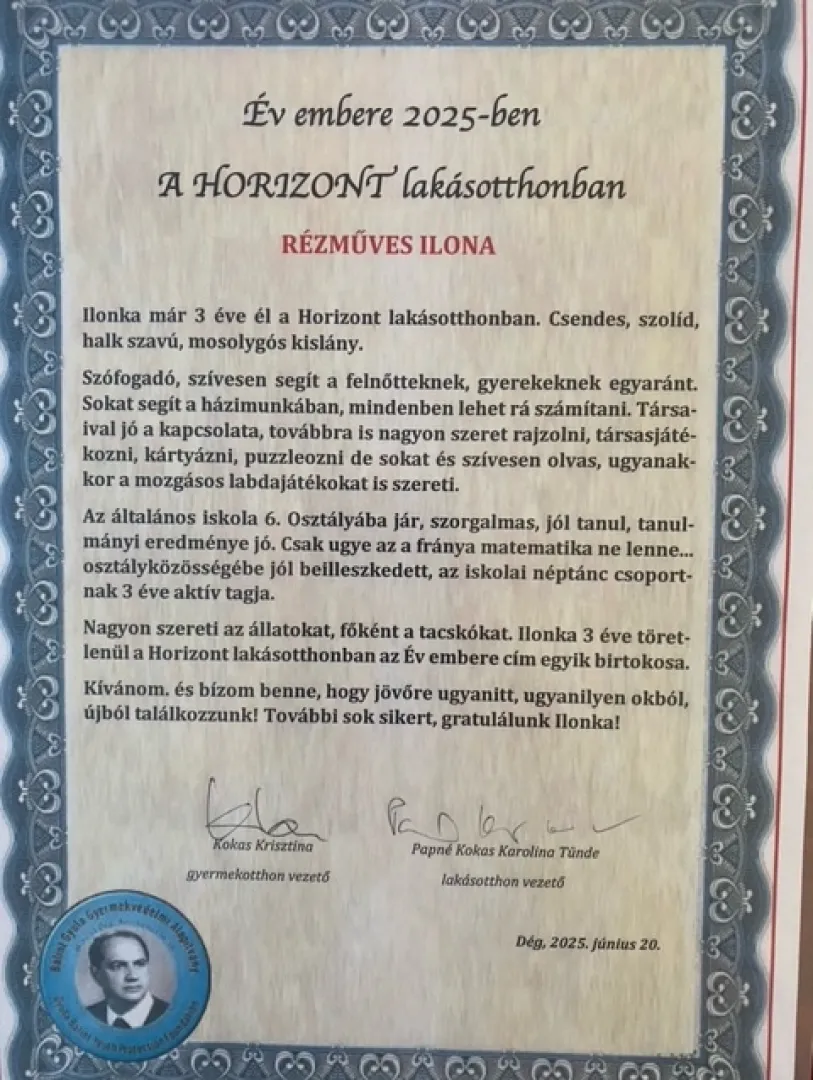 Év embere 2025-ben
A HORIZONT lakásotthonban
RÉZMŰVES ILONA
Ilonka már 3 éve él a Horizont lakásotthonban. Csendes, szolíd,
halk szavú, mosolygós kislány.
Szófogadó, szívesen segít a felnőtteknek, gyerekeknek egyaránt.
Sokat segít a házimunkában, mindenben lehet rá számítani. Társa-
ival jó a kapcsolata, továbbra is nagyon szeret rajzolni, társasjáté-
kozni, kártyázni, puzzleozni de sokat és szívesen olvas, ugyanak-
kor a mozgásos labdajátékokat is szereti.
Az általános iskola 6. Osztályába jár, szorgalmas, jól tanul, tanul-
mányi eredménye jó. Csak ugye az a fránya matematika ne lenne...
osztályközösségébe jól beilleszkedett, az iskolai néptánc csoport-
nak 3 éve aktív tagja.
Nagyon szereti az állatokat, főként a tacskókat. Ilonka 3 éve töret-
lenül a Horizont lakásotthonban az Év embere cím egyik birtokosa.
Kívánom. és bízom benne, hogy jövőre ugyanitt, ugyanilyen okból,
újból találkozzunk! További sok sikert, gratulálunk Ilonka!
Kokas Krisztina
gyermekotthon vezető
Papné Kokas Karolina Tünde
lakásotthon vezető
Dég, 2025. június 20.
Bálint Gyula Gyermekvédelmi Alapítvány